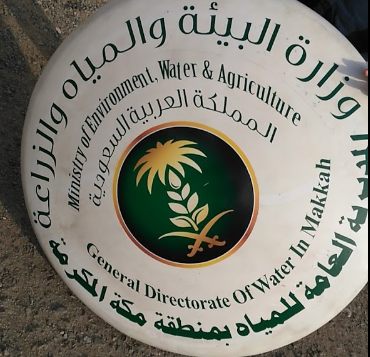 وزارة البيئة والمياه والزراعة
Ministry of Environment, Water & Agriculture
المملكة العربية السعودية
General Directorate Of Water In Makkah
المديرية العامة للمياه بمنطقة مكة المكرمة